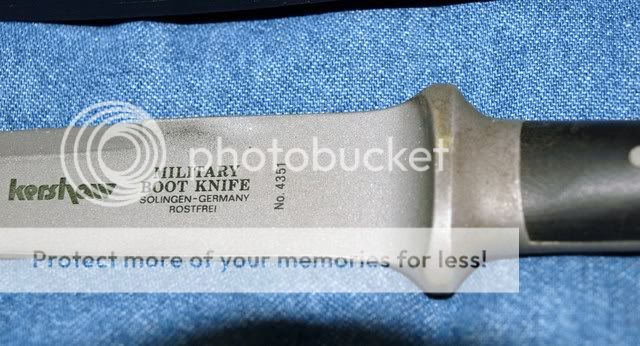 kershaw
MILITARY
BOOT KNIFE
SOLINGEN-GERMANY
ROSTFREI
No. 4351
photobucket
Protect more of your memories for less!